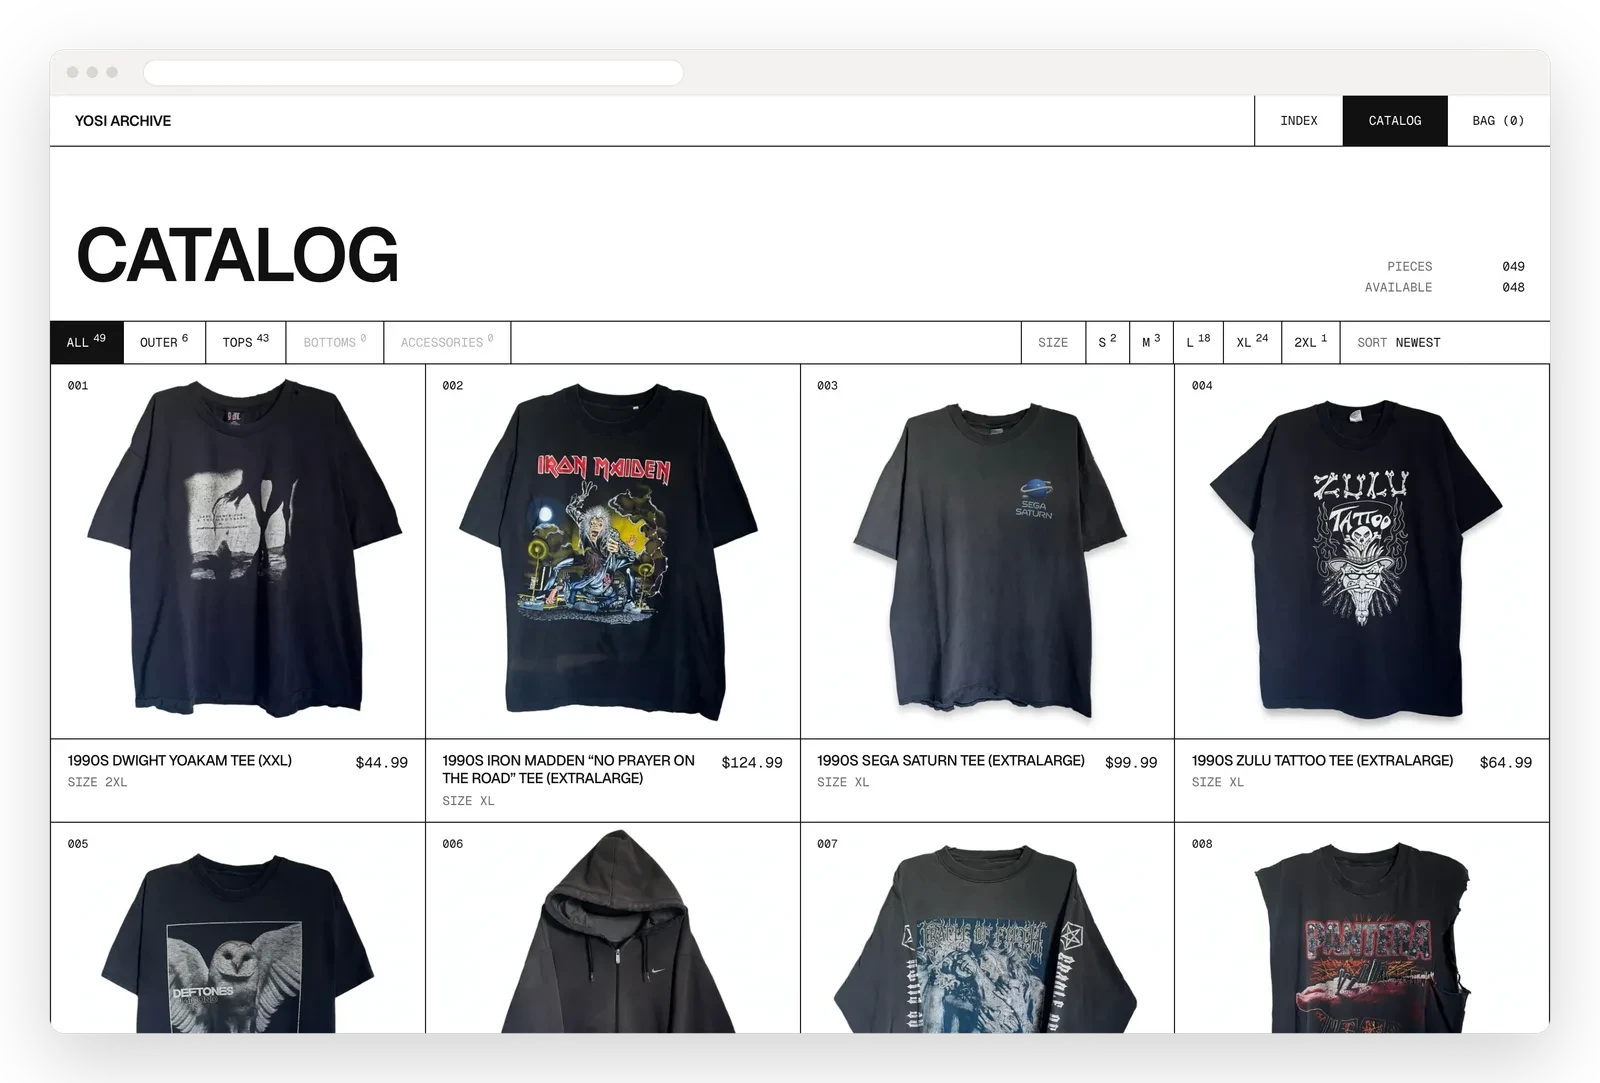 YOSI ARCHIVE
INDEX
CATALOG
BAG (0)
CATALOG
PIECES 049
AVAILABLE 048
ALL 49
OUTER 6
TOPS 43
BOTTOMS 0
ACCESSORIES 0
SIZE
S 2
M 3
L 18
XL 24
2XL 1
SORT NEWEST
001
002
IRON MAIDEN
003
SEGA
SATURN
004
ZULU
TATTOO
1990S DWIGHT YOAKAM TEE (XXL) $44.99
SIZE 2XL
1990S IRON MADDEN “NO PRAYER ON $124.99
THE ROAD” TEE (EXTRALARGE)
SIZE XL
1990S SEGA SATURN TEE (EXTRALARGE) $99.99
SIZE XL
1990S ZULU TATTOO TEE (EXTRALARGE) $64.99
SIZE XL
005
DEFTONES
006
007
CRADLE OF FILTH
008
PANTERA